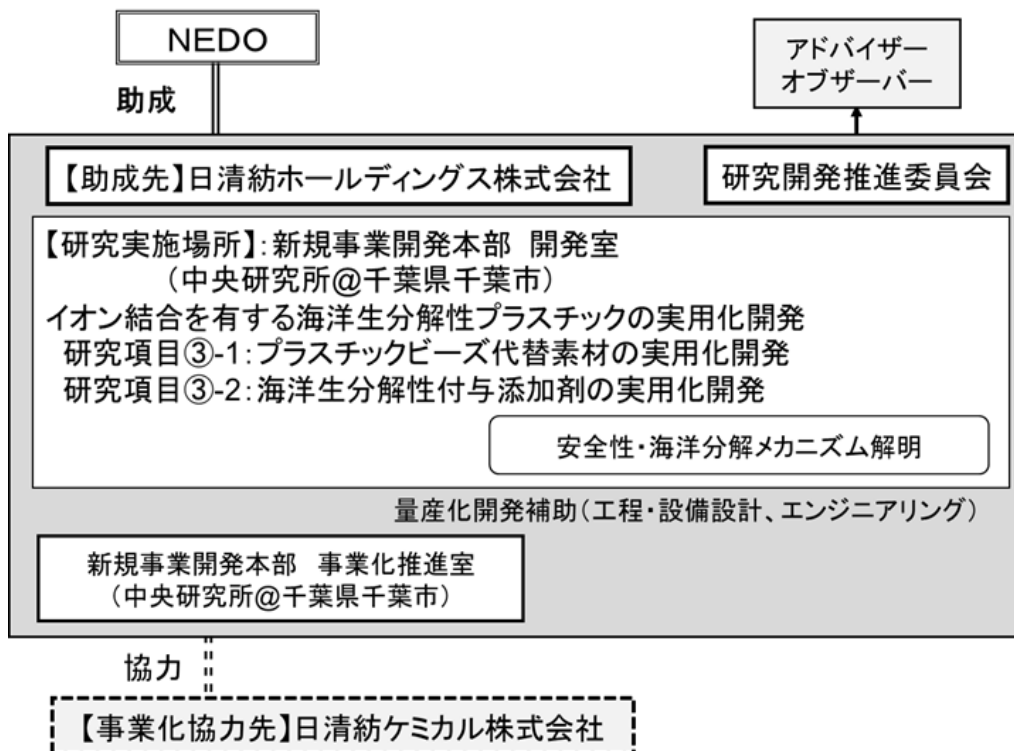 NEDO
助成
アドバイザー
オブザーバー
【助成先】日清紡ホールディングス株式会社
研究開発推進委員会
【研究実施場所】：新規事業開発本部 開発室
（中央研究所@千葉県千葉市）
イオン結合を有する海洋生分解性プラスチックの実用化開発
研究項目③-1：プラスチックビーズ代替素材の実用化開発
研究項目③-2：海洋生分解性付与添加剤の実用化開発
安全性・海洋分解メカニズム解明
量産化開発補助（工程・設備設計、エンジニアリング）
新規事業開発本部 事業化推進室
（中央研究所@千葉県千葉市）
協力
【事業化協力先】日清紡ケミカル株式会社